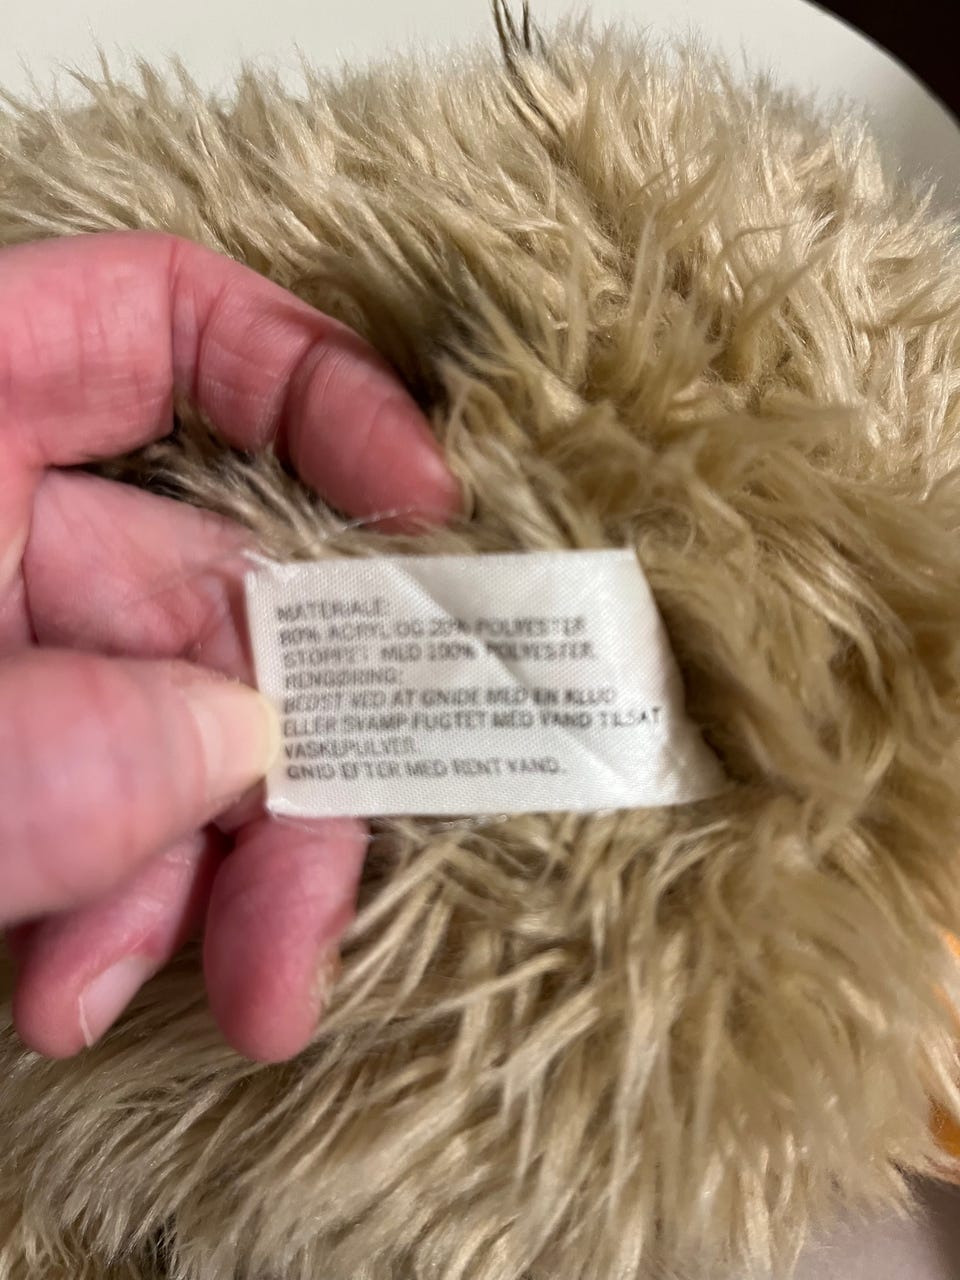 MATERIALE:
80% ACRYL OG 20% POLYESTER
STOPPET MED 100% POLYESTER
RENGØRING:
BEDST VED AT GNIDE MED EN KLUD
ELLER SVAMP FUGTET MED VAND TILSAT
VASKEPULVER
GNID EFTER MED RENT VAND.